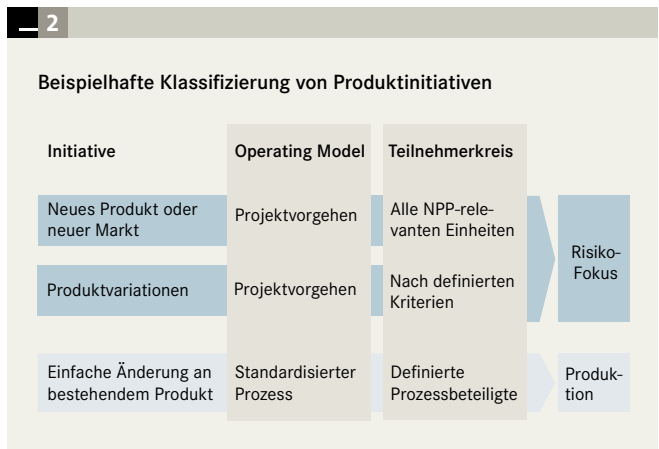 2
Beispielhafte Klassifizierung von Produktinitiativen
Initiative
Operating Model
Teilnehmerkreis
Neues Produkt oder
neuer Markt
Projektvorgehen
Alle NPP-rele-
vanten Einheiten
Produktvariationen
Projektvorgehen
Nach definierten
Kriterien
Risiko-
Fokus
Einfache Änderung an
bestehendem Produkt
Standardisierter
Prozess
Definierte
Prozessbeteiligte
Produk-
tion